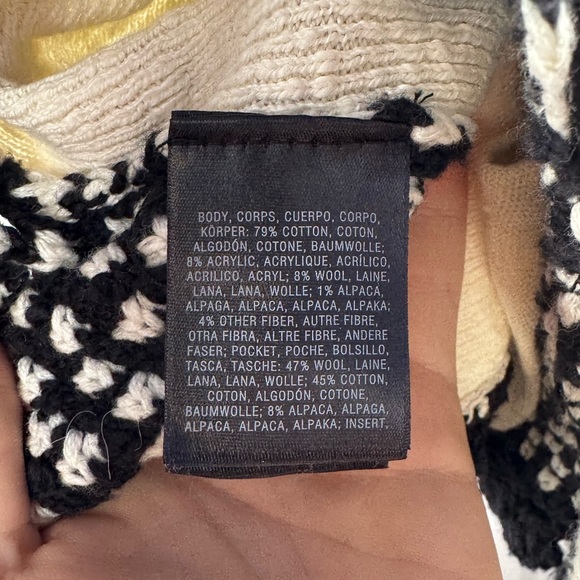 BODY, CORPS, CUERPO, CORPO,
KÖRPER: 79% COTTON, COTON,
ALGODÓN, COTONE, BAUMWOLLE;
8% ACRYLIC, ACRYLIQUE, ACRÍLICO,
ACRILICO, ACRYL; 8% WOOL, LAINE,
LANA, LANA, WOLLE; 1% ALPACA,
ALPAGA, ALPACA, ALPACA, ALPAKA;
4% OTHER FIBER, AUTRE FIBRE,
OTRA FIBRA, ALTRE FIBRE, ANDERE
FASER; POCKET, POCHE, BOLSILLO,
TASCA, TASCHE: 47% WOOL, LAINE,
LANA, LANA, WOLLE; 45% COTTON,
COTON, ALGODÓN, COTONE,
BAUMWOLLE; 8% ALPACA, ALPAGA,
ALPACA, ALPACA, ALPAKA; INSERT.